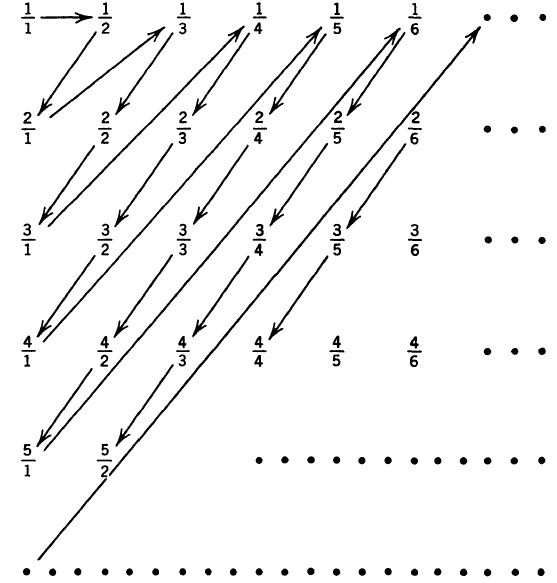 1/1 1/2 1/3 1/4 1/5 1/6 . . .
2/1 2/2 2/3 2/4 2/5 2/6 . . .
3/1 3/2 3/3 3/4 3/5 3/6 . . .
4/1 4/2 4/3 4/4 4/5 4/6 . . .
5/1 5/2 . . . . . . . . . . . .
. . . . . . . . . . . . . . . . . . . . .